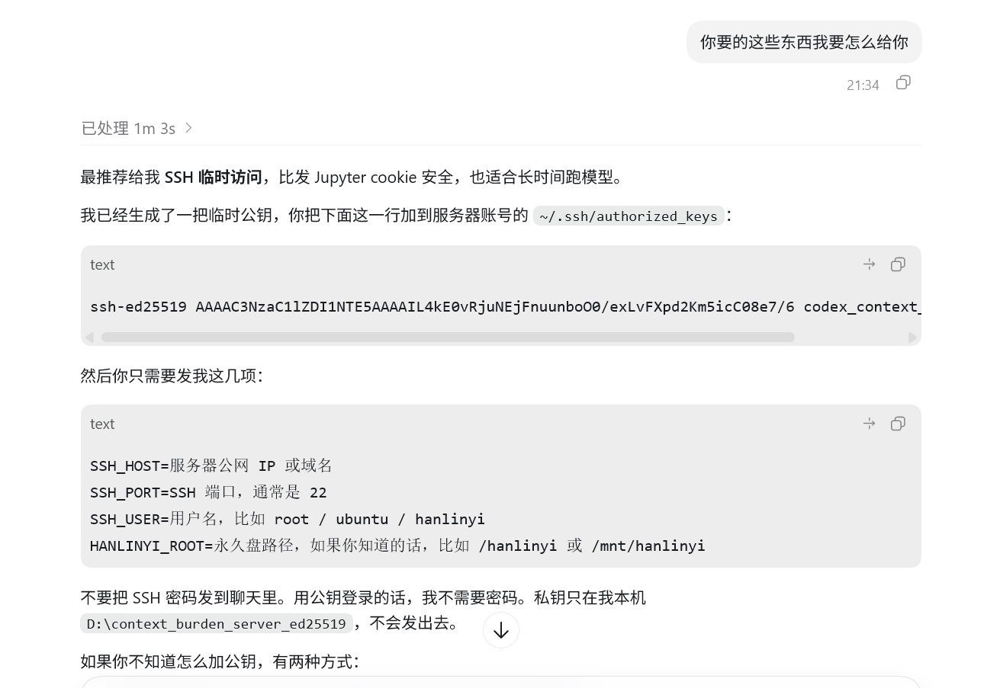 你要的这些东西我要怎么给你
21:34
已处理 1m 3s
最推荐给我 SSH 临时访问，比发 Jupyter cookie 安全，也适合长时间跑模型。
我已经生成了一把临时公钥，你把下面这一行加到服务器账号的 ~/.ssh/authorized_keys：
text
ssh-ed25519 AAAAC3NzaC1lZDI1NTE5AAAAIL4kE0vRjuNEjFnuunboO0/exLvFXpd2Km5icC08e7/6 codex_context_
然后你只需要发我这几项：
text
SSH_HOST=服务器公网 IP 或域名
SSH_PORT=SSH 端口，通常是 22
SSH_USER=用户名，比如 root / ubuntu / hanlinyi
HANLINYI_ROOT=永久盘路径，如果你知道的话，比如 /hanlinyi 或 /mnt/hanlinyi
不要把 SSH 密码发到聊天里。用公钥登录的话，我不需要密码。私钥只在我本机
D:\context_burden_server_ed25519，不会发出去。
如果你不知道怎么加公钥，有两种方式：